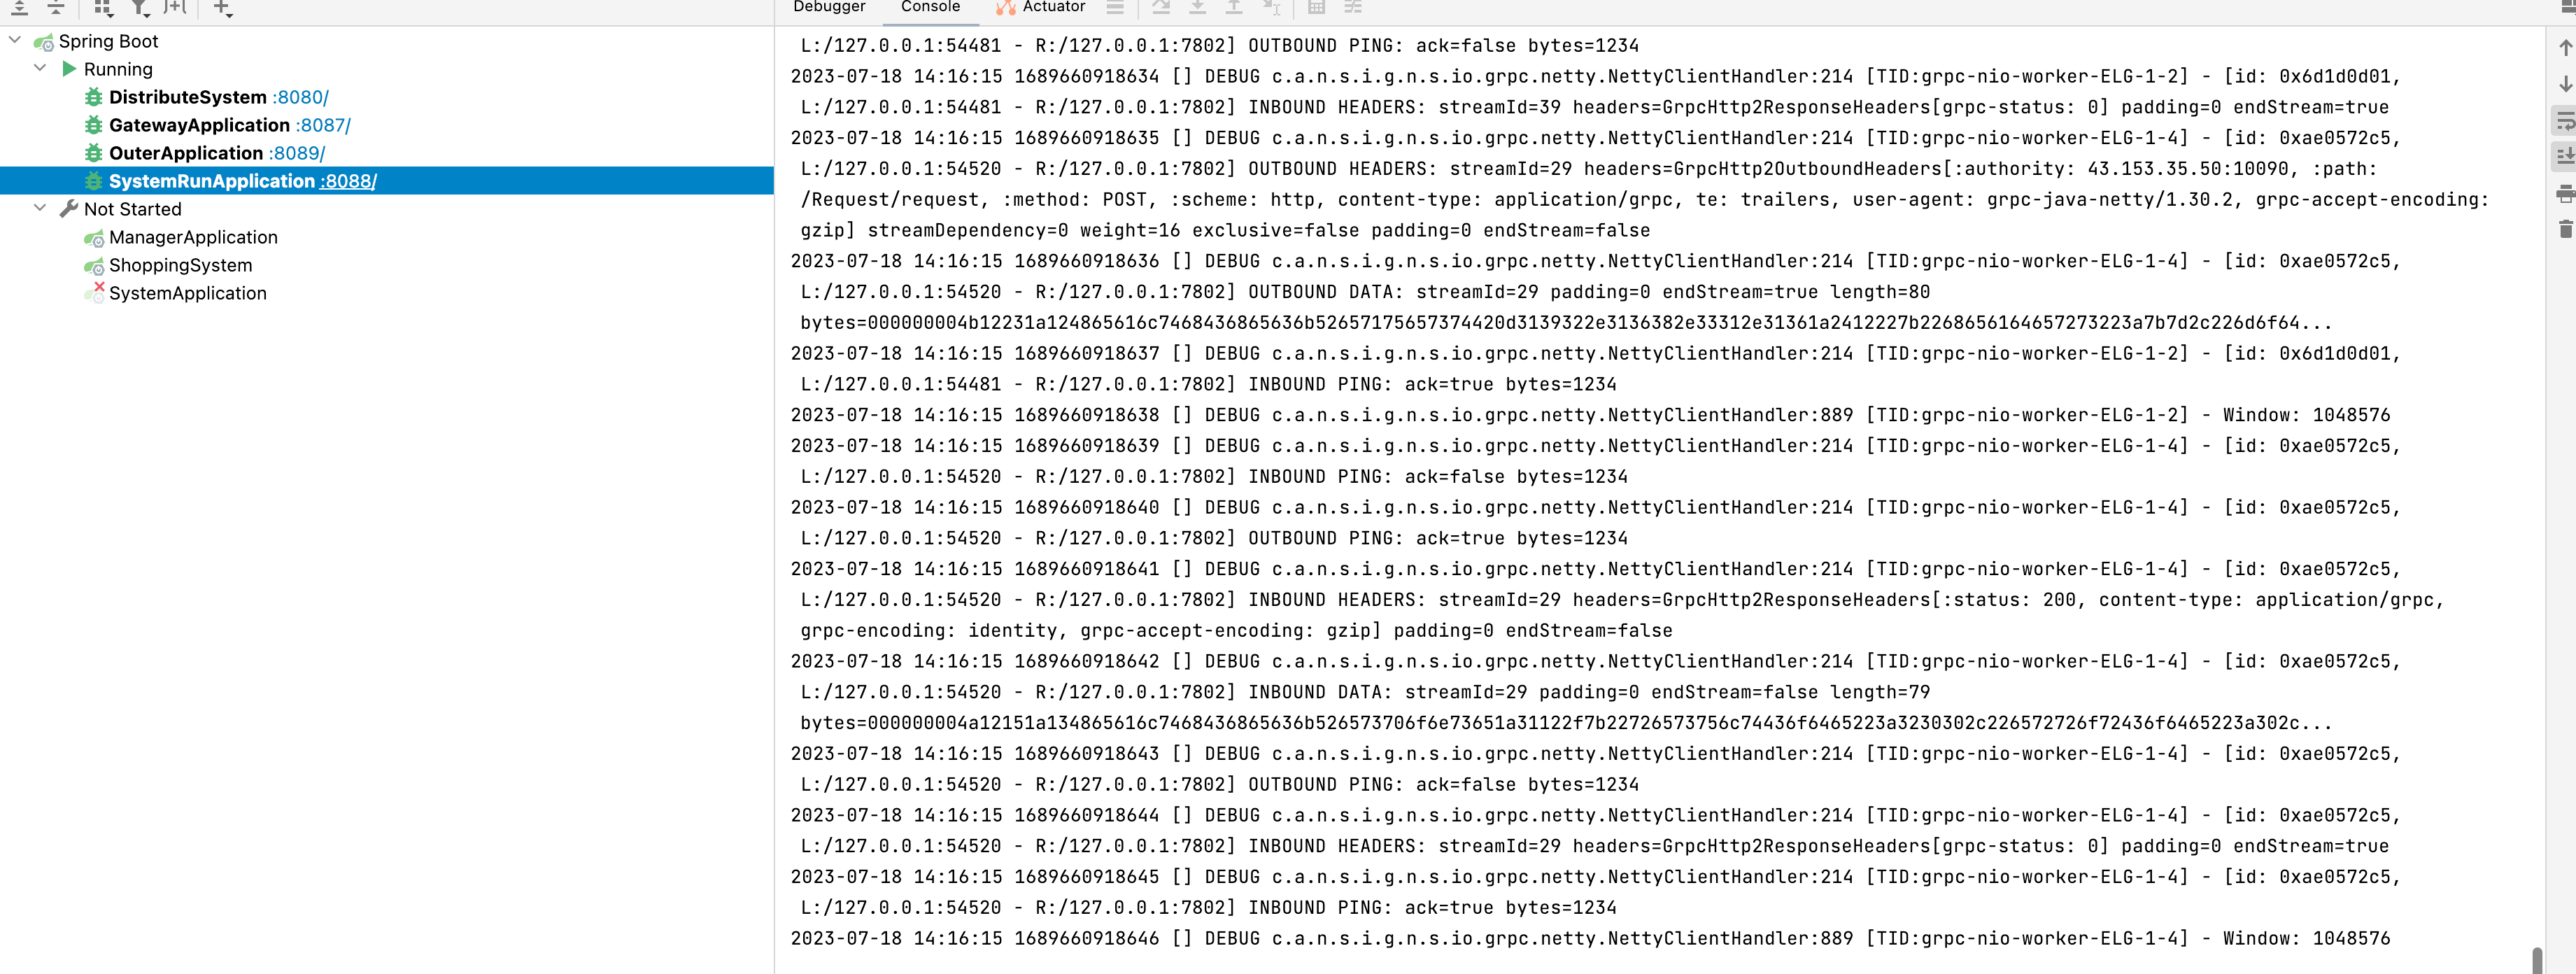 Debugger Console Actuator
Spring Boot
Running
DistributeSystem :8080/
GatewayApplication :8087/
OuterApplication :8089/
SystemRunApplication :8088/
Not Started
ManagerApplication
ShoppingSystem
SystemApplication
L:/127.0.0.1:54481 - R:/127.0.0.1:7802] OUTBOUND PING: ack=false bytes=1234
2023-07-18 14:16:15 1689660918634 [] DEBUG c.a.n.s.i.g.n.s.io.grpc.netty.NettyClientHandler:214 [TID:grpc-nio-worker-ELG-1-2] - [id: 0x6d1d0d01,
L:/127.0.0.1:54481 - R:/127.0.0.1:7802] INBOUND HEADERS: streamId=39 headers=GrpcHttp2ResponseHeaders[grpc-status: 0] padding=0 endStream=true
2023-07-18 14:16:15 1689660918635 [] DEBUG c.a.n.s.i.g.n.s.io.grpc.netty.NettyClientHandler:214 [TID:grpc-nio-worker-ELG-1-4] - [id: 0xae0572c5,
L:/127.0.0.1:54520 - R:/127.0.0.1:7802] OUTBOUND HEADERS: streamId=29 headers=GrpcHttp2OutboundHeaders[:authority: 43.153.35.50:10090, :path:
/Request/request, :method: POST, :scheme: http, content-type: application/grpc, te: trailers, user-agent: grpc-java-netty/1.30.2, grpc-accept-encoding:
gzip] streamDependency=0 weight=16 exclusive=false padding=0 endStream=false
2023-07-18 14:16:15 1689660918636 [] DEBUG c.a.n.s.i.g.n.s.io.grpc.netty.NettyClientHandler:214 [TID:grpc-nio-worker-ELG-1-4] - [id: 0xae0572c5,
L:/127.0.0.1:54520 - R:/127.0.0.1:7802] OUTBOUND DATA: streamId=29 padding=0 endStream=true length=80
bytes=000000004b12231a124865616c7468436865636b526571756573744420d3139322e3136382e33312e31361a2412227b2268656164657273223a7b7d2c226d6f64...
2023-07-18 14:16:15 1689660918637 [] DEBUG c.a.n.s.i.g.n.s.io.grpc.netty.NettyClientHandler:214 [TID:grpc-nio-worker-ELG-1-2] - [id: 0x6d1d0d01,
L:/127.0.0.1:54481 - R:/127.0.0.1:7802] INBOUND PING: ack=true bytes=1234
2023-07-18 14:16:15 1689660918638 [] DEBUG c.a.n.s.i.g.n.s.io.grpc.netty.NettyClientHandler:889 [TID:grpc-nio-worker-ELG-1-2] - Window: 1048576
2023-07-18 14:16:15 1689660918639 [] DEBUG c.a.n.s.i.g.n.s.io.grpc.netty.NettyClientHandler:214 [TID:grpc-nio-worker-ELG-1-4] - [id: 0xae0572c5,
L:/127.0.0.1:54520 - R:/127.0.0.1:7802] INBOUND PING: ack=false bytes=1234
2023-07-18 14:16:15 1689660918640 [] DEBUG c.a.n.s.i.g.n.s.io.grpc.netty.NettyClientHandler:214 [TID:grpc-nio-worker-ELG-1-4] - [id: 0xae0572c5,
L:/127.0.0.1:54520 - R:/127.0.0.1:7802] OUTBOUND PING: ack=true bytes=1234
2023-07-18 14:16:15 1689660918641 [] DEBUG c.a.n.s.i.g.n.s.io.grpc.netty.NettyClientHandler:214 [TID:grpc-nio-worker-ELG-1-4] - [id: 0xae0572c5,
L:/127.0.0.1:54520 - R:/127.0.0.1:7802] INBOUND HEADERS: streamId=29 headers=GrpcHttp2ResponseHeaders[:status: 200, content-type: application/grpc,
grpc-encoding: identity, grpc-accept-encoding: gzip] padding=0 endStream=false
2023-07-18 14:16:15 1689660918642 [] DEBUG c.a.n.s.i.g.n.s.io.grpc.netty.NettyClientHandler:214 [TID:grpc-nio-worker-ELG-1-4] - [id: 0xae0572c5,
L:/127.0.0.1:54520 - R:/127.0.0.1:7802] INBOUND DATA: streamId=29 padding=0 endStream=false length=79
bytes=000000004a12151a134865616c7468436865636b526573706f6e73651a31122f7b22726573756c74436f6465223a3230302c226572726f72436f6465223a302c...
2023-07-18 14:16:15 1689660918643 [] DEBUG c.a.n.s.i.g.n.s.io.grpc.netty.NettyClientHandler:214 [TID:grpc-nio-worker-ELG-1-4] - [id: 0xae0572c5,
L:/127.0.0.1:54520 - R:/127.0.0.1:7802] OUTBOUND PING: ack=false bytes=1234
2023-07-18 14:16:15 1689660918644 [] DEBUG c.a.n.s.i.g.n.s.io.grpc.netty.NettyClientHandler:214 [TID:grpc-nio-worker-ELG-1-4] - [id: 0xae0572c5,
L:/127.0.0.1:54520 - R:/127.0.0.1:7802] INBOUND HEADERS: streamId=29 headers=GrpcHttp2ResponseHeaders[grpc-status: 0] padding=0 endStream=true
2023-07-18 14:16:15 1689660918645 [] DEBUG c.a.n.s.i.g.n.s.io.grpc.netty.NettyClientHandler:214 [TID:grpc-nio-worker-ELG-1-4] - [id: 0xae0572c5,
L:/127.0.0.1:54520 - R:/127.0.0.1:7802] INBOUND PING: ack=true bytes=1234
2023-07-18 14:16:15 1689660918646 [] DEBUG c.a.n.s.i.g.n.s.io.grpc.netty.NettyClientHandler:889 [TID:grpc-nio-worker-ELG-1-4] - Window: 1048576